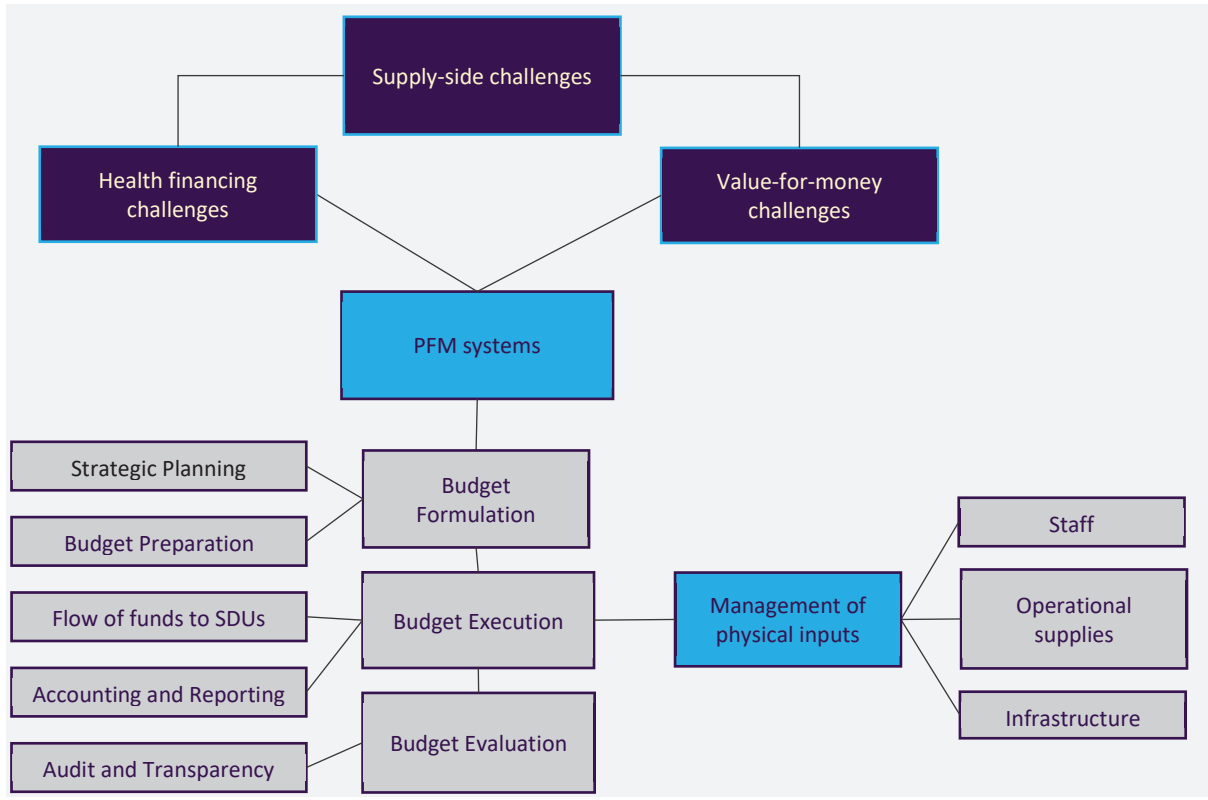 Supply-side challenges
Health financing
challenges
Value-for-money
challenges
PFM systems
Strategic Planning
Budget Preparation
Budget
Formulation
Flow of funds to SDUs
Accounting and Reporting
Budget Execution
Audit and Transparency
Budget Evaluation
Management of
physical inputs
Staff
Operational
supplies
Infrastructure